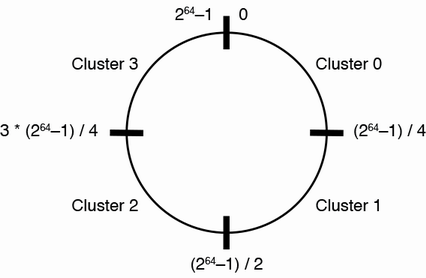 2⁶⁴–1 0
Cluster 3 Cluster 0
3 * (2⁶⁴–1) / 4 (2⁶⁴–1) / 4
Cluster 2 Cluster 1
(2⁶⁴–1) / 2